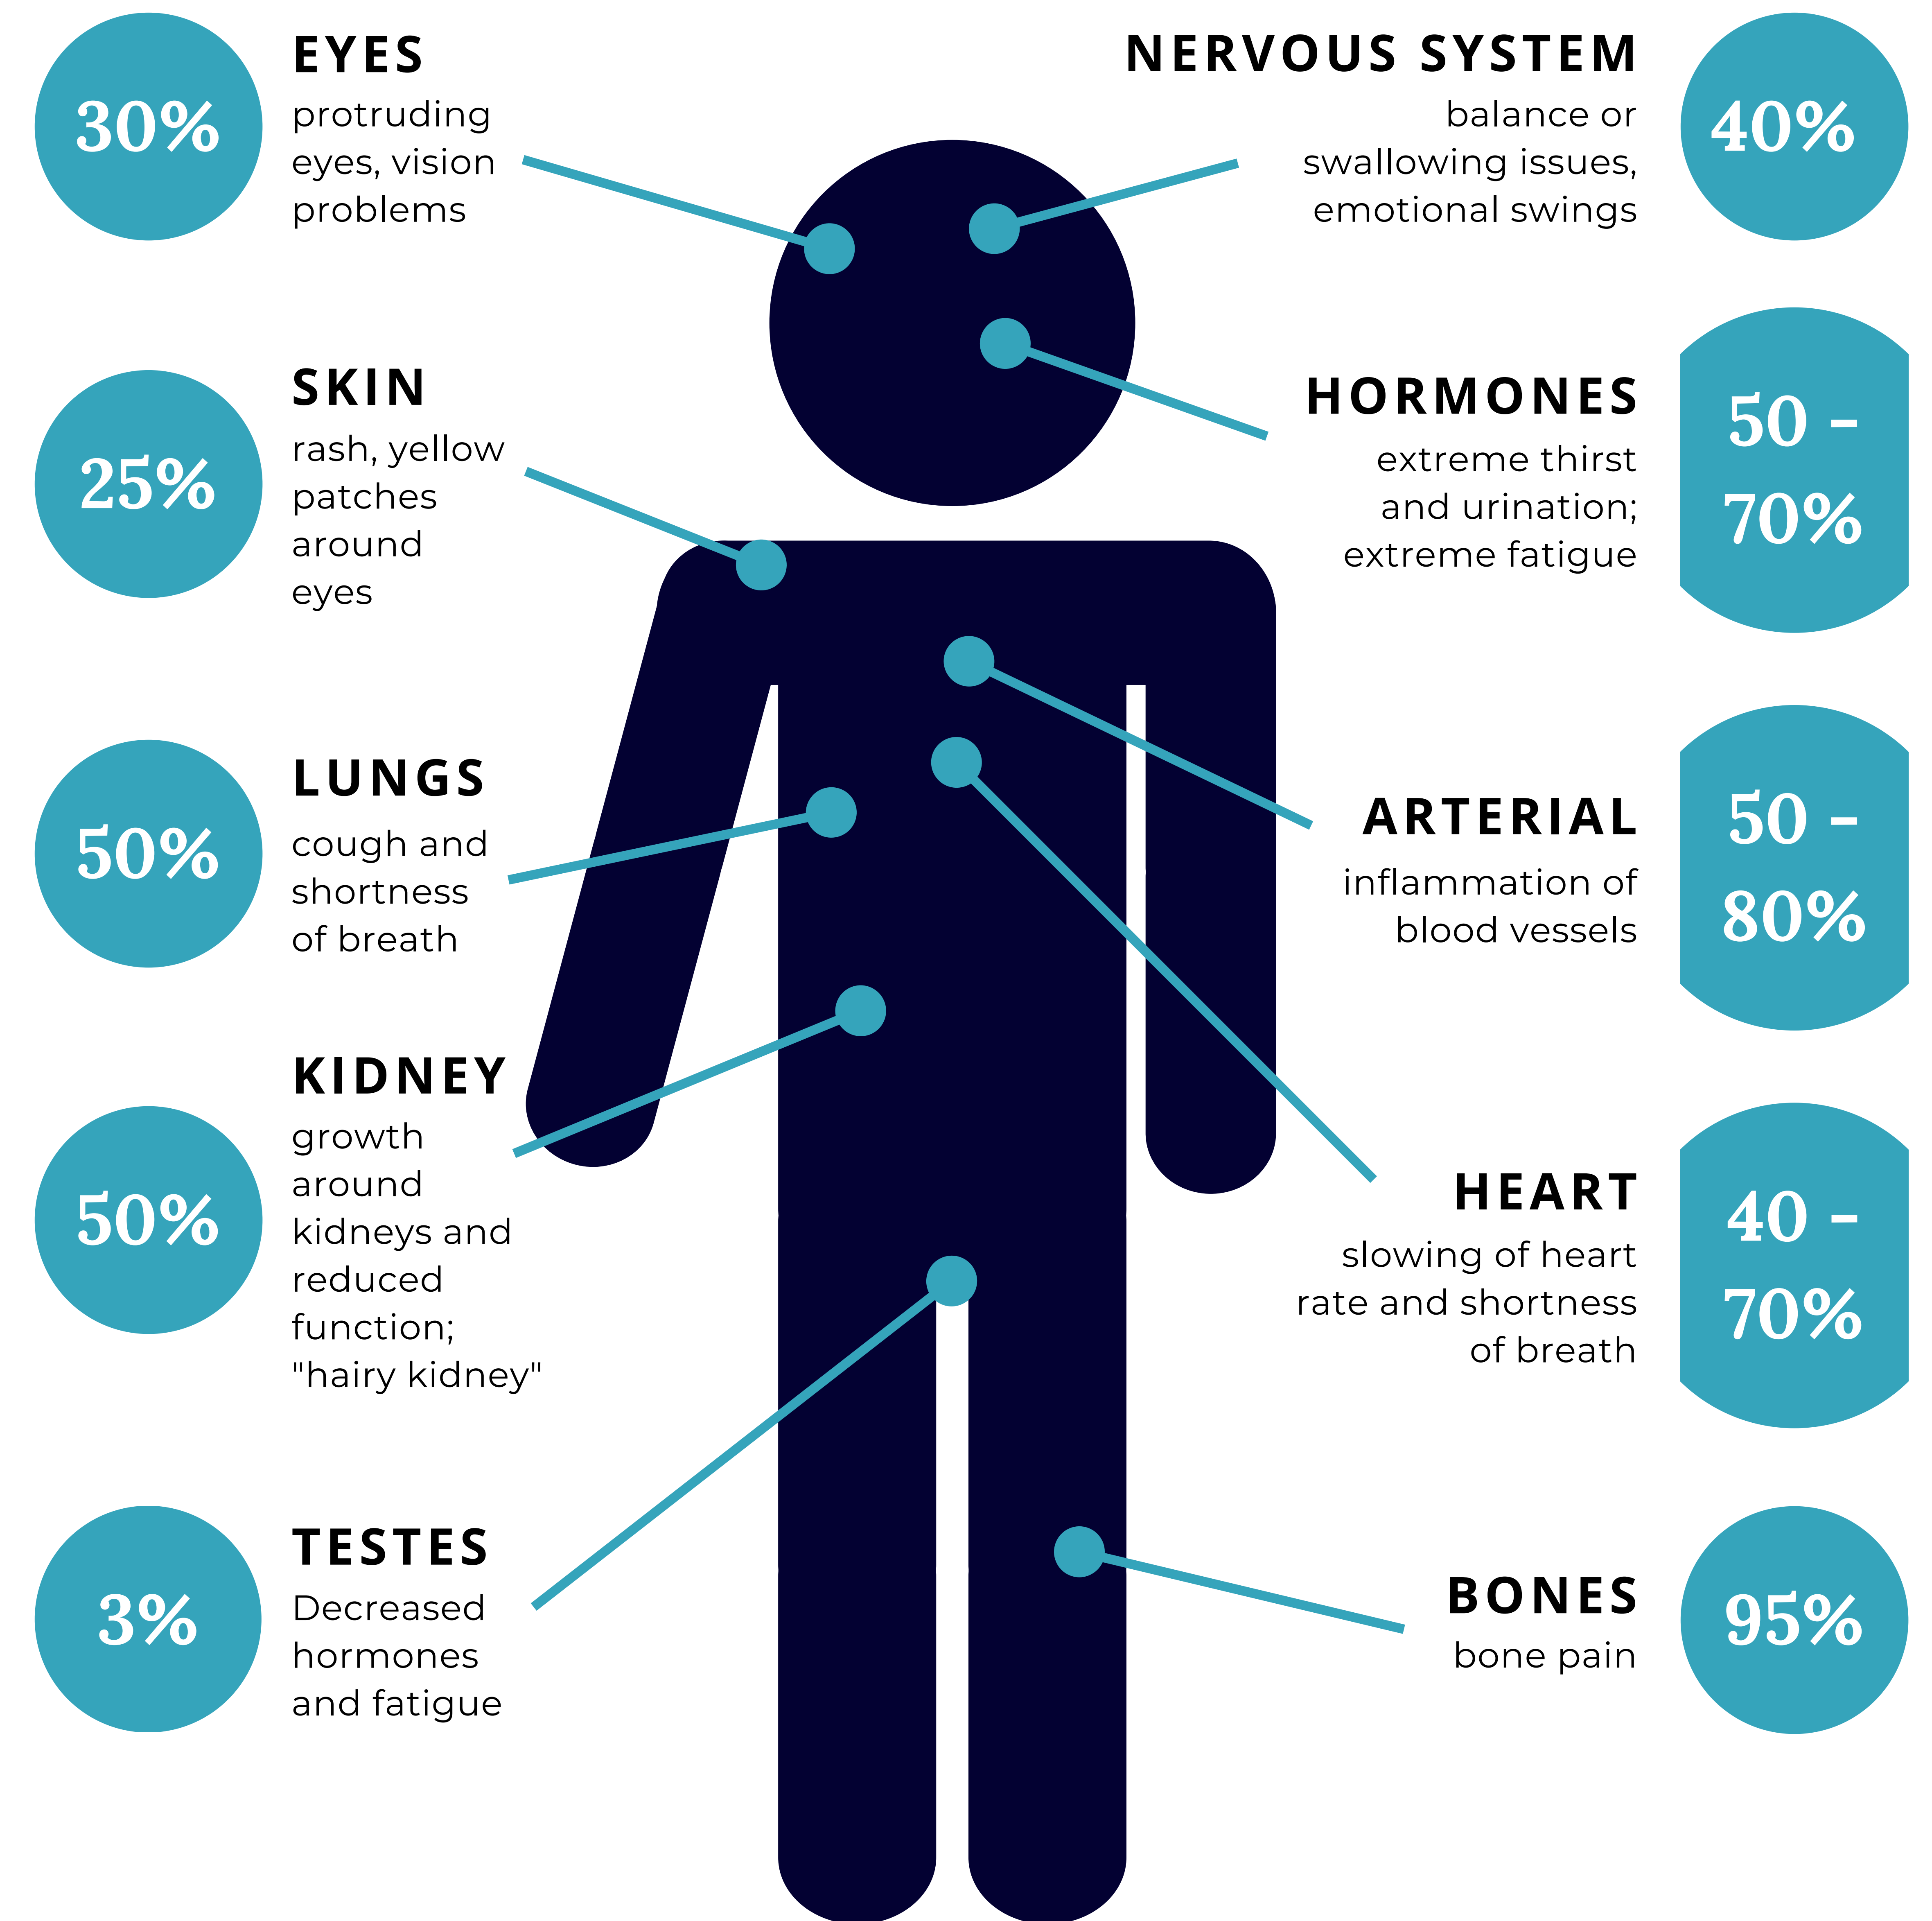 30%
EYES
protruding
eyes, vision
problems
25%
SKIN
rash, yellow
patches
around
eyes
50%
LUNGS
cough and
shortness
of breath
50%
KIDNEY
growth
around
kidneys and
reduced
function;
"hairy kidney"
3%
TESTES
Decreased
hormones
and fatigue
NERVOUS SYSTEM
balance or
swallowing issues,
emotional swings
40%
HORMONES
extreme thirst
and urination;
extreme fatigue
50 -
70%
ARTERIAL
inflammation of
blood vessels
50 -
80%
HEART
slowing of heart
rate and shortness
of breath
40 -
70%
BONES
bone pain
95%